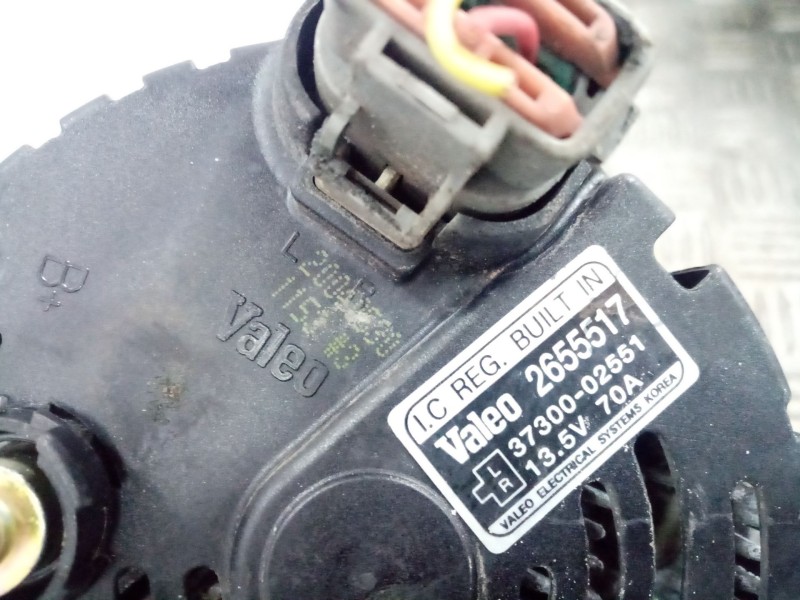 B+
L
R
Valeo
I.C REG. BUILT IN
Valeo 2655517
37300-02551
L
R
13.5V 70A
VALEO ELECTRICAL SYSTEMS KOREA